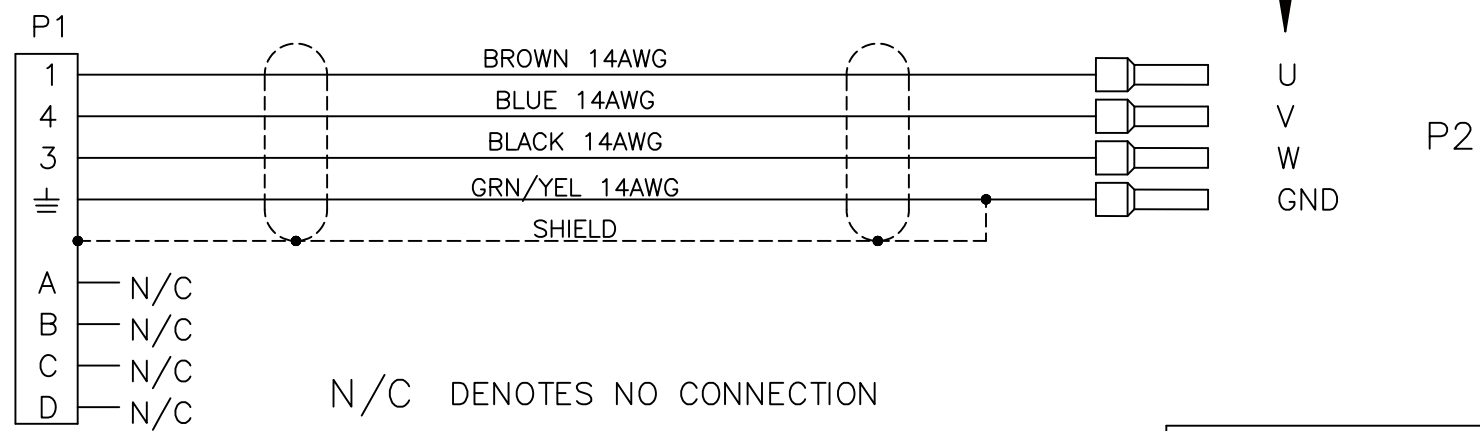 P1
1 BROWN 14AWG U
4 BLUE 14AWG V
P2
3 BLACK 14AWG W
GRN/YEL 14AWG GND
SHIELD
A N/C
B N/C
C N/C
D N/C
N/C DENOTES NO CONNECTION